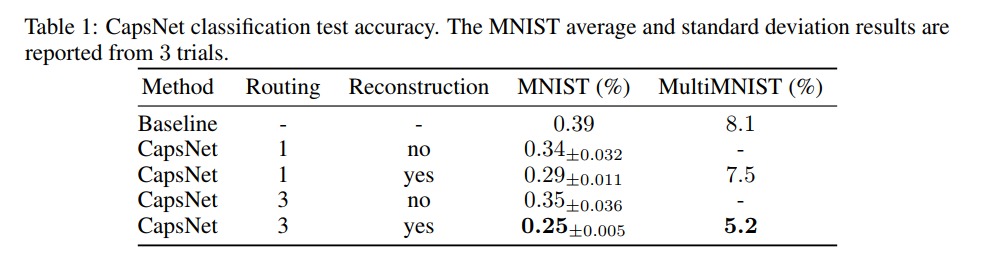 Table 1: CapsNet classification test accuracy. The MNIST average and standard deviation results are
reported from 3 trials.
Method Routing Reconstruction MNIST (%) MultiMNIST (%)
Baseline - - 0.39 8.1
CapsNet 1 no 0.34±0.032 -
CapsNet 1 yes 0.29±0.011 7.5
CapsNet 3 no 0.35±0.036 -
CapsNet 3 yes 0.25±0.005 5.2